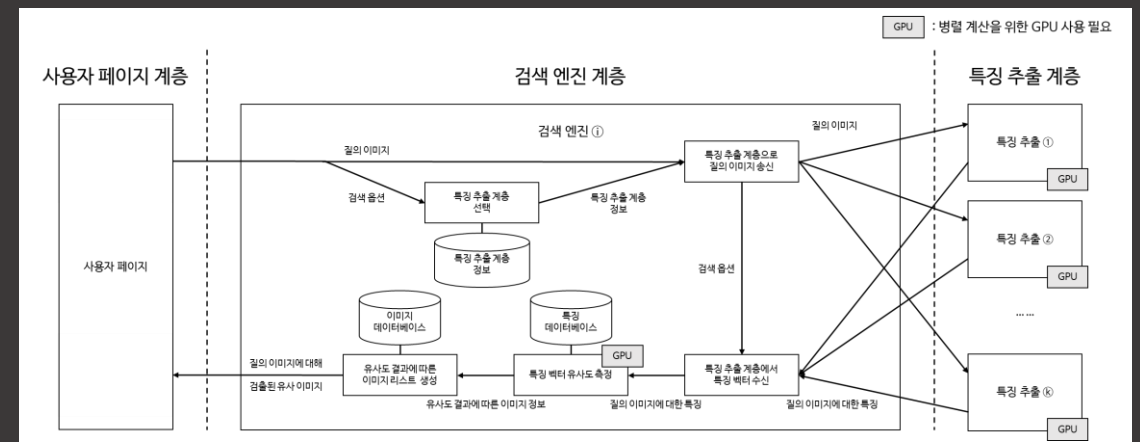 GPU : 병렬 계산을 위한 GPU 사용 필요
사용자 페이지 계층
검색 엔진 계층
특징 추출 계층
검색 엔진 ⓘ
질의 이미지
검색 옵션
특징 추출 계층
선택
특징 추출 계층
정보
특징 추출 계층
정보
특징 추출 계층으로
질의 이미지 송신
질의 이미지
특징 추출 ①
GPU
특징 추출 ②
GPU
... ...
특징 추출 ⓚ
GPU
사용자 페이지
검색 옵션
이미지
데이터베이스
특징
데이터베이스
GPU
질의 이미지에 대해
검출된 유사 이미지
유사도 결과에 따른
이미지 리스트 생성
유사도 결과에 따른 이미지 정보
특징 벡터 유사도 측정
질의 이미지에 대한 특징
특징 추출 계층에서
특징 벡터 수신
질의 이미지에 대한 특징